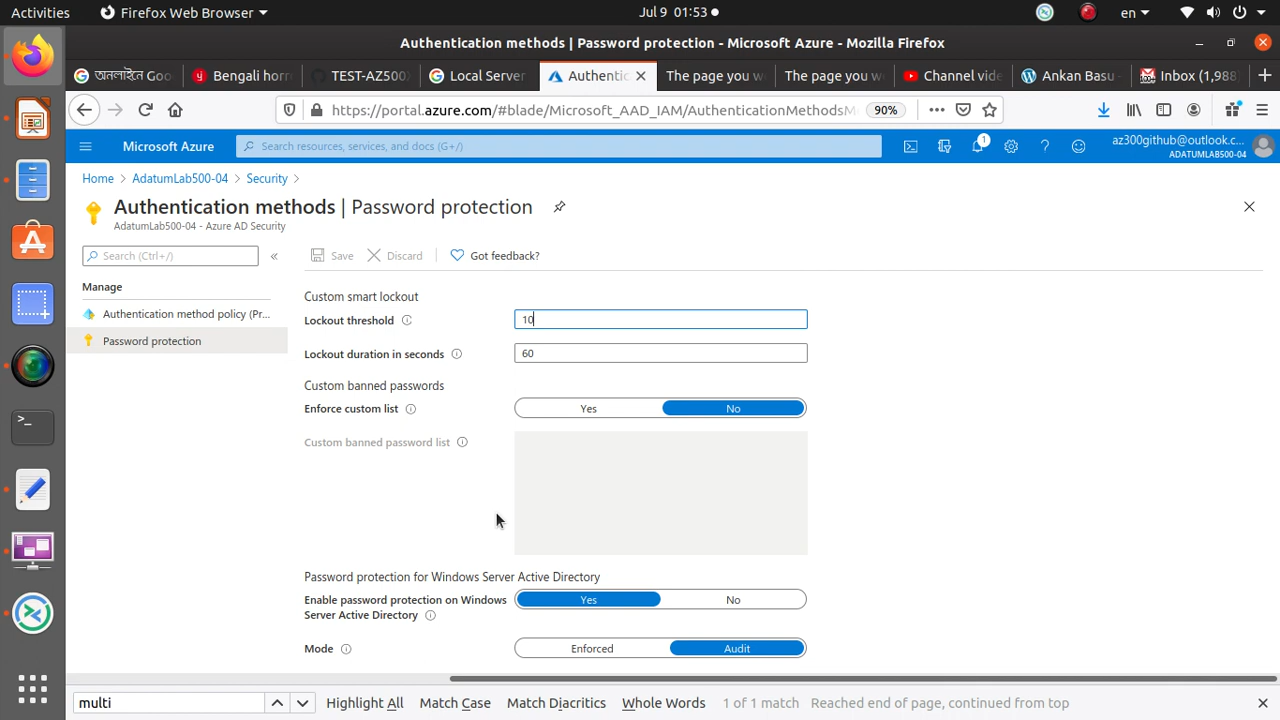 Activities
Firefox Web Browser
Jul 9 01:53
en
Authentication methods | Password protection - Microsoft Azure - Mozilla Firefox
অনলাইনে Goo
Bengali horr
TEST-AZ500
Local Server
Authentic
The page you w
The page you w
Channel vide
Ankan Basu
Inbox (1,988)
https://portal.azure.com/#blade/Microsoft_AAD_IAM/AuthenticationMethodsM
90%
Microsoft Azure
Search resources, services, and docs (G+/)
1
az300github@outlook.c...
ADATUMLAB500-04
Home > AdatumLab500-04 > Security >
Authentication methods | Password protection
AdatumLab500-04 - Azure AD Security
Search (Ctrl+/)
Save
Discard
Got feedback?
Manage
Authentication method policy (Pr...
Password protection
Custom smart lockout
Lockout threshold
10
Lockout duration in seconds
60
Custom banned passwords
Enforce custom list
Yes
No
Custom banned password list
Password protection for Windows Server Active Directory
Enable password protection on Windows
Server Active Directory
Yes
No
Mode
Enforced
Audit
multi
Highlight All
Match Case
Match Diacritics
Whole Words
1 of 1 match
Reached end of page, continued from top